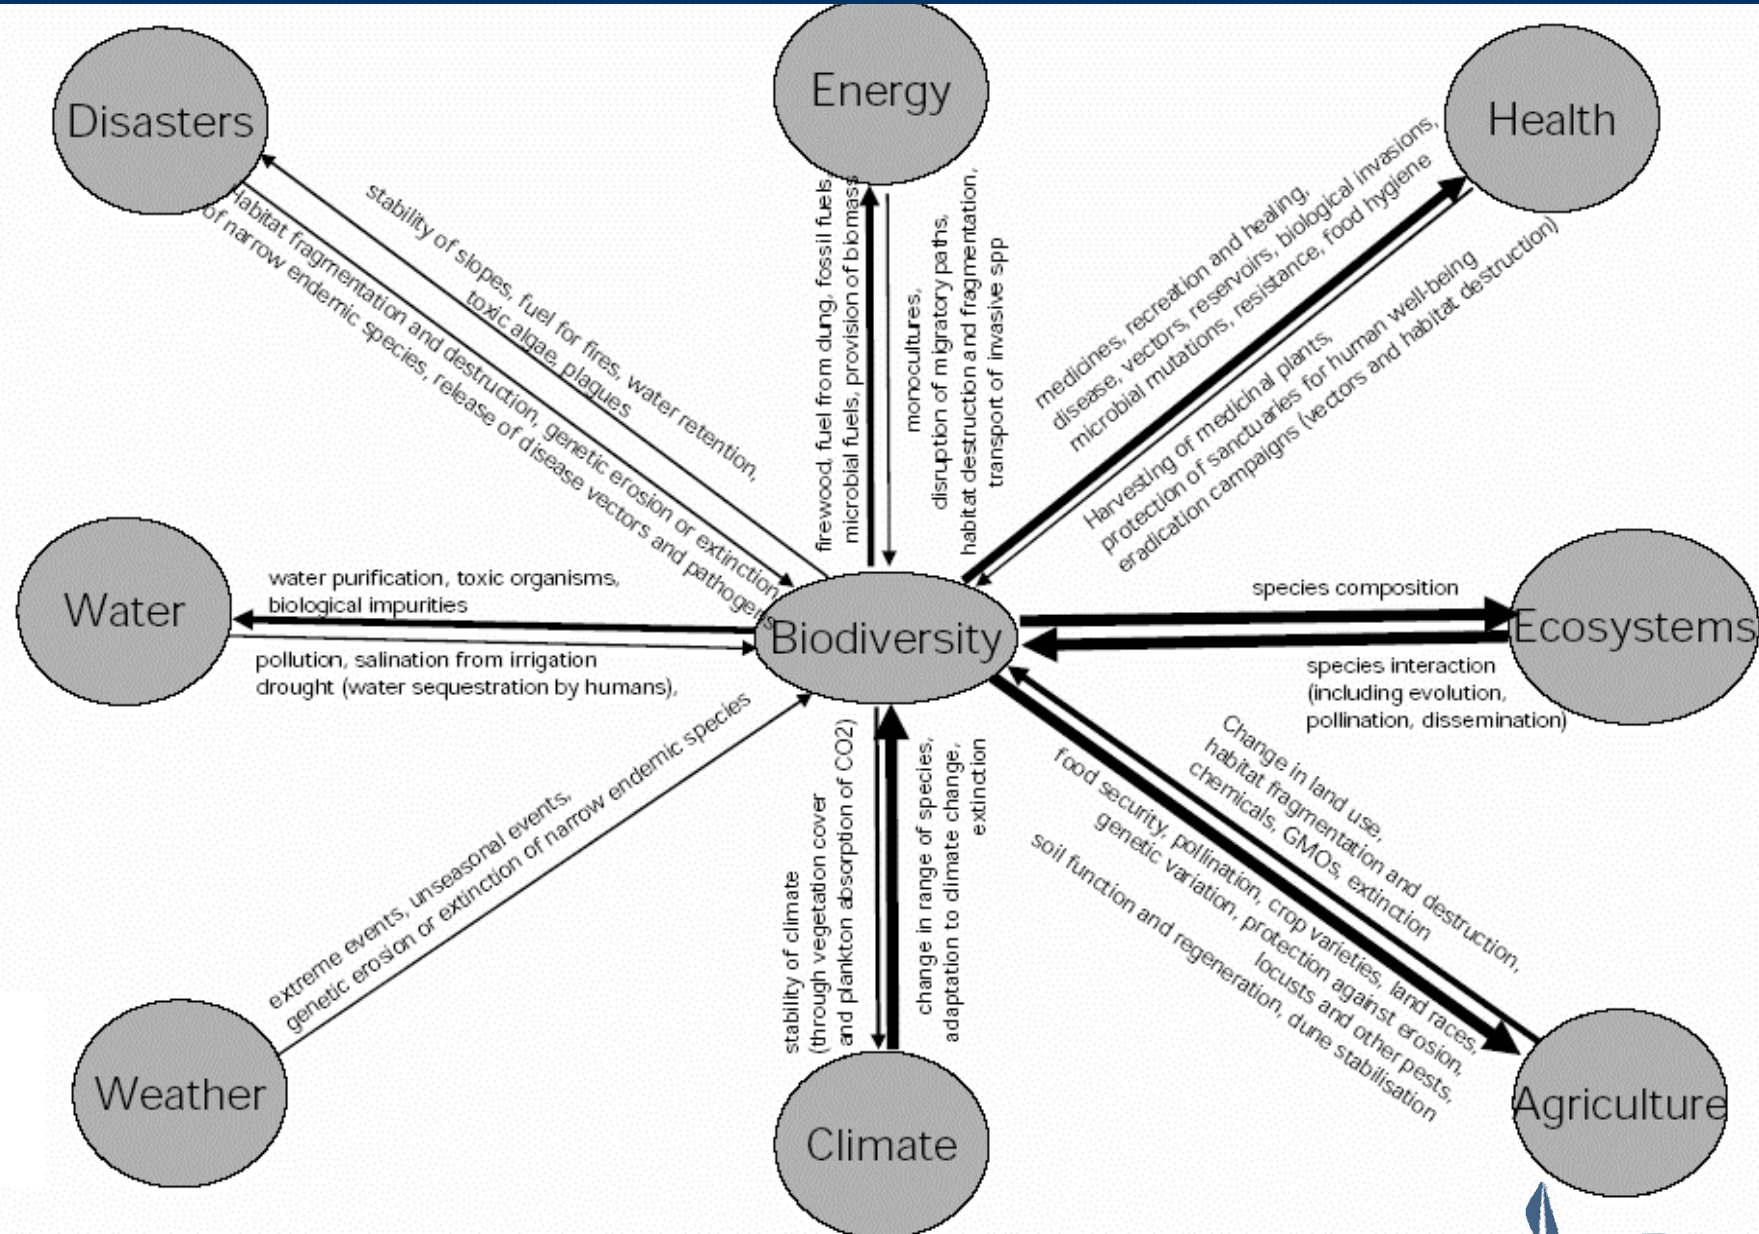 Disasters
Energy
Health
stability of slopes, fuel for fires, water retention,
toxic algae, plaques
Habitat fragmentation and destruction, genetic erosion or extinction
of narrow endemic species, release of disease vectors and pathogens
firewood, fuel from dung, fossil fuels,
microbial fuels, provision of biomass
monocultures,
disruption of migratory paths,
habitat destruction and fragmentation,
transport of invasive spp
medicines, recreation and healing,
disease, vectors, reservoirs, biological invasions,
microbial mutations, resistance, food hygiene
Harvesting of medicinal plants,
protection of sanctuaries for human well-being
eradication campaigns (vectors and habitat destruction)
Water
water purification, toxic organisms,
biological impurities
pollution, salination from irrigation
drought (water sequestration by humans),
Biodiversity
species composition
Ecosystems
species interaction
(including evolution,
pollination, dissemination)
extreme events, unseasonal events,
genetic erosion or extinction of narrow endemic species
stability of climate
(through vegetation cover
and plankton absorption of CO2)
change in range of species,
adaptation to climate change,
extinction
Change in land use,
habitat fragmentation and destruction,
chemicals, GMOs, extinction
food security, pollination, crop varieties, land races,
genetic variation, protection against erosion,
locusts and other pests,
soil function and regeneration, dune stabilisation
Weather
Climate
Agriculture